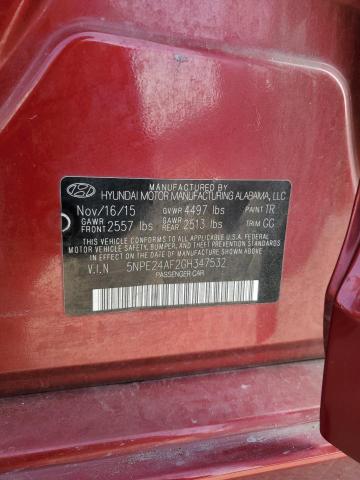 MANUFACTURED BY
HYUNDAI MOTOR MANUFACTURING ALABAMA, LLC
Nov/16/15 GVWR 4497 lbs PAINT TR
GAWR FRONT 2557 lbs GAWR REAR 2513 lbs TRIM GC
THIS VEHICLE CONFORMS TO ALL APPLICABLE U.S. FEDERAL
MOTOR VEHICLE SAFETY, BUMPER, AND THEFT PREVENTION
STANDARDS IN EFFECT ON THE DATE OF MANUFACTURE
SHOWN ABOVE.
V.I.N 5NPE24AF2GH347532
PASSENGER CAR